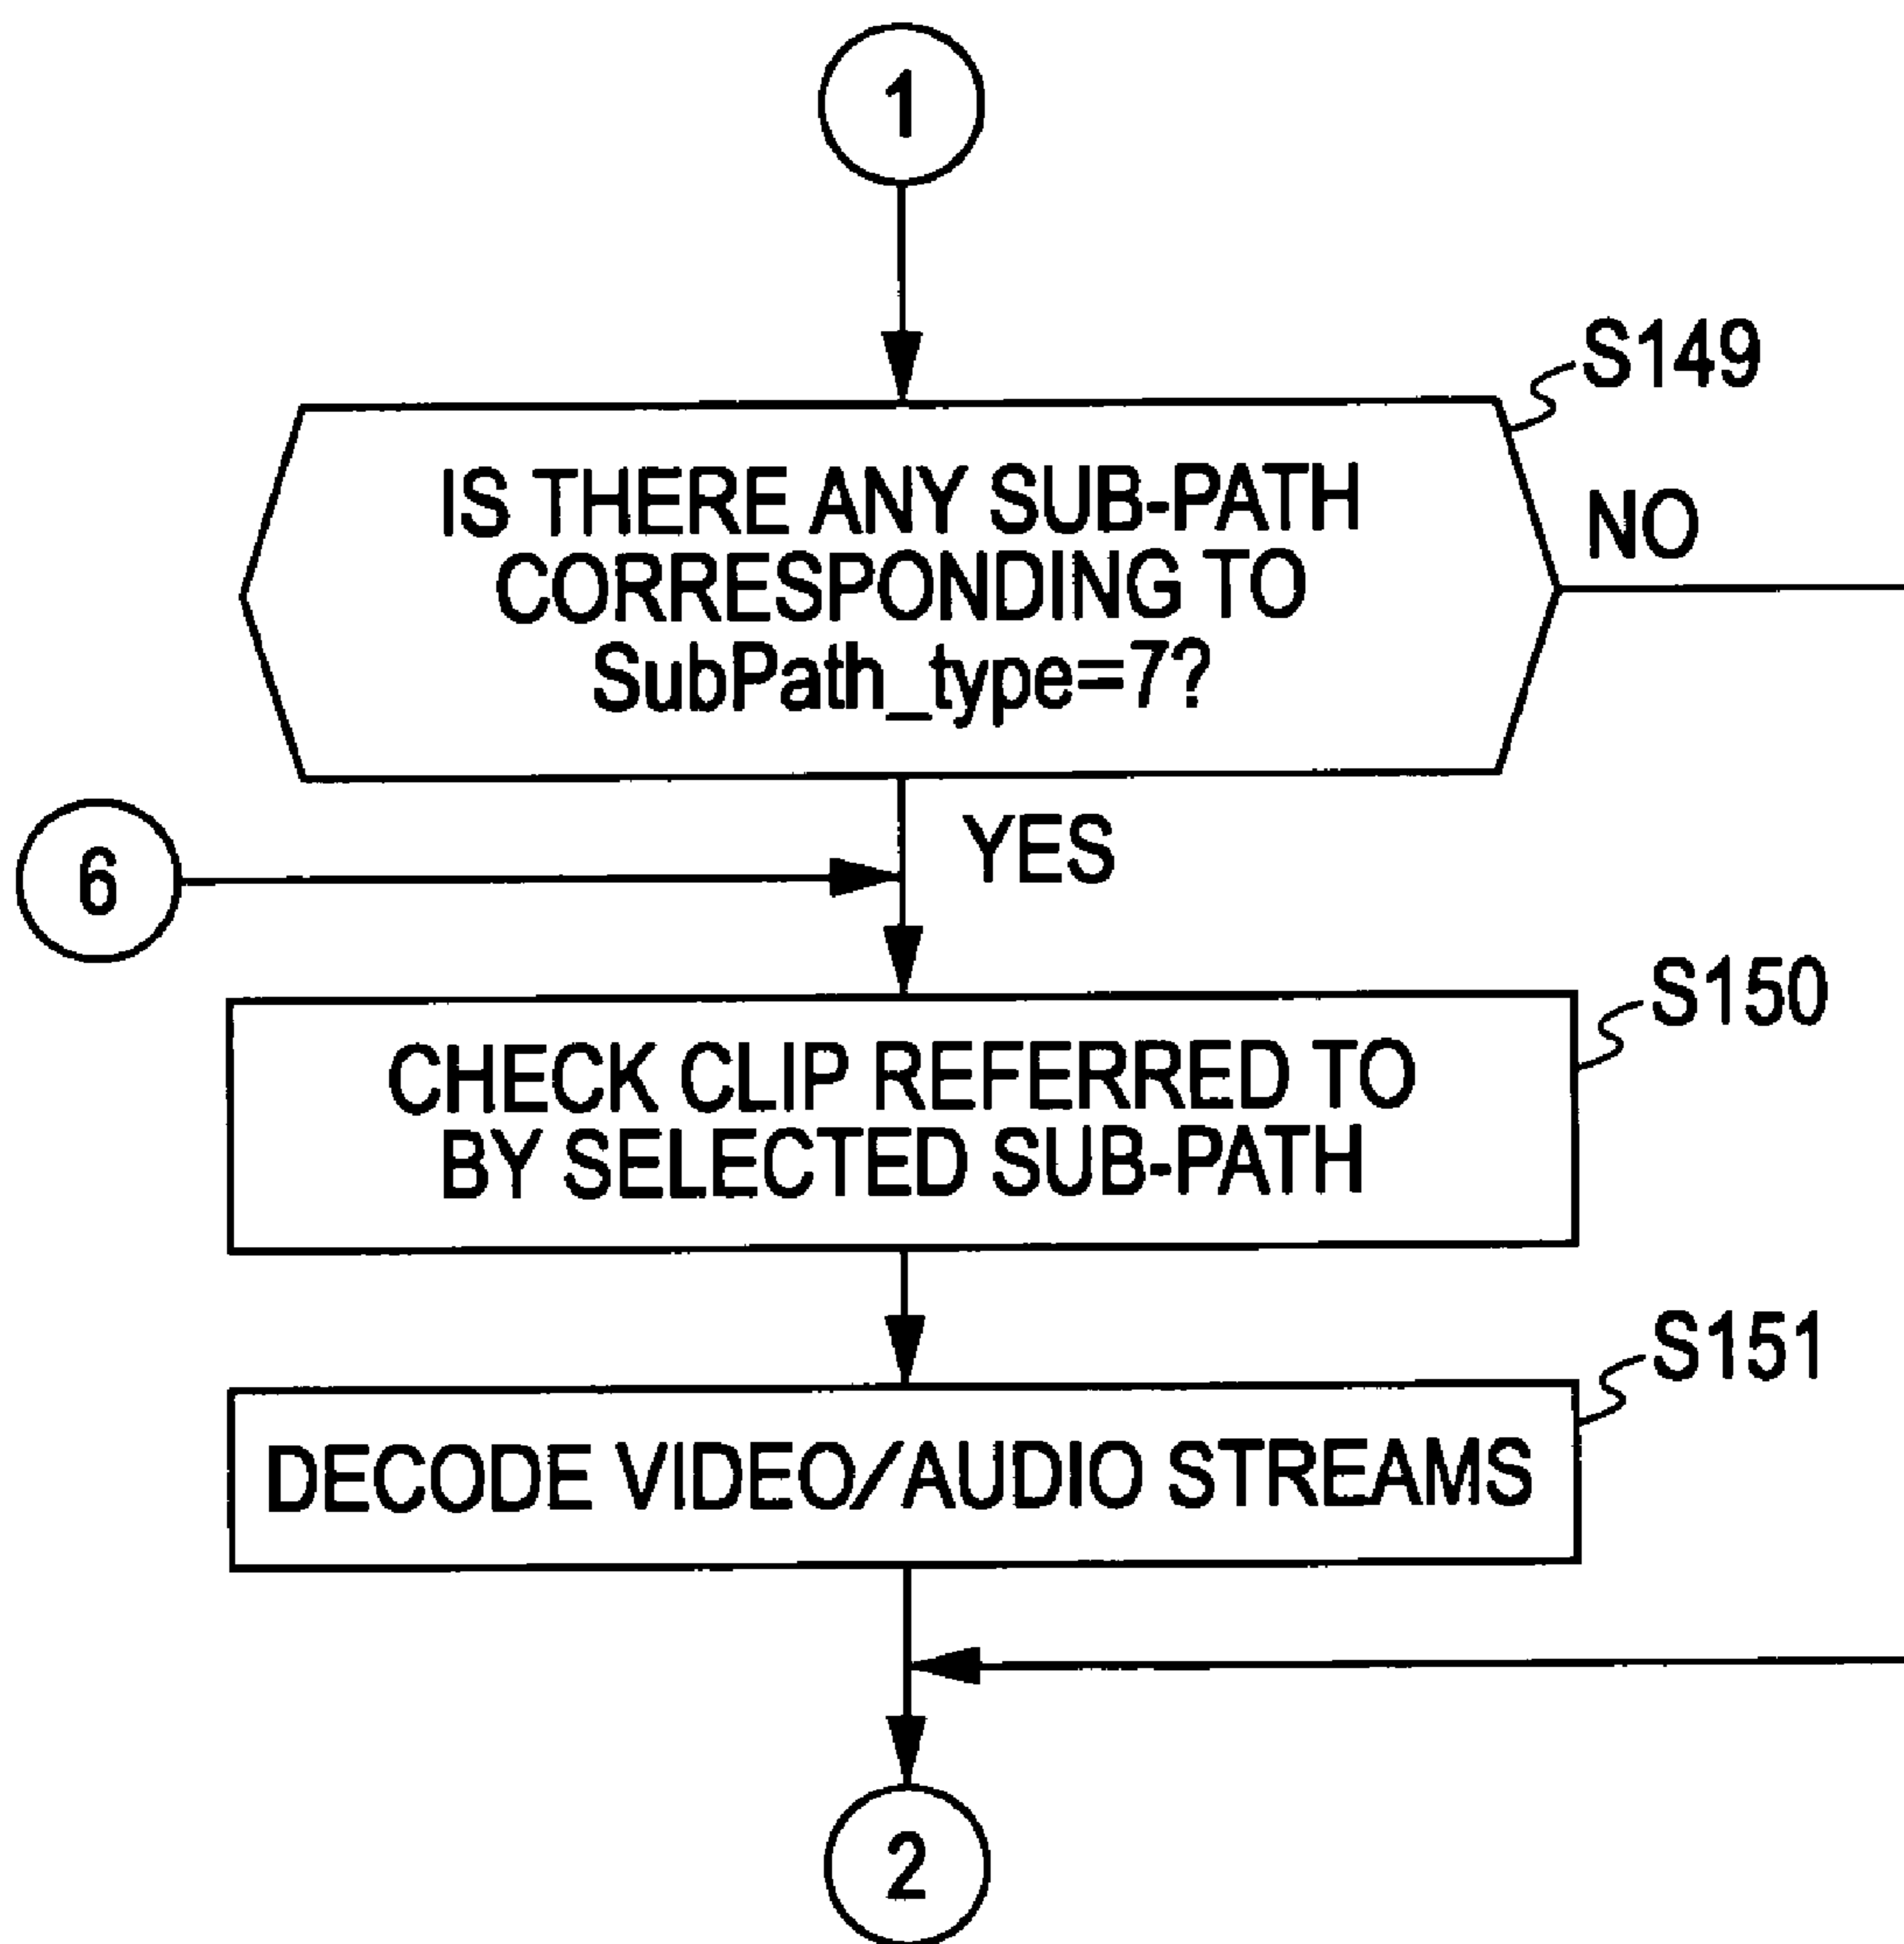 1
S149
IS THERE ANY SUB-PATH
CORRESPONDING TO
SubPath_type=7?
NO
YES
6
S150
CHECK CLIP REFERRED TO
BY SELECTED SUB-PATH
S151
DECODE VIDEO/AUDIO STREAMS
2